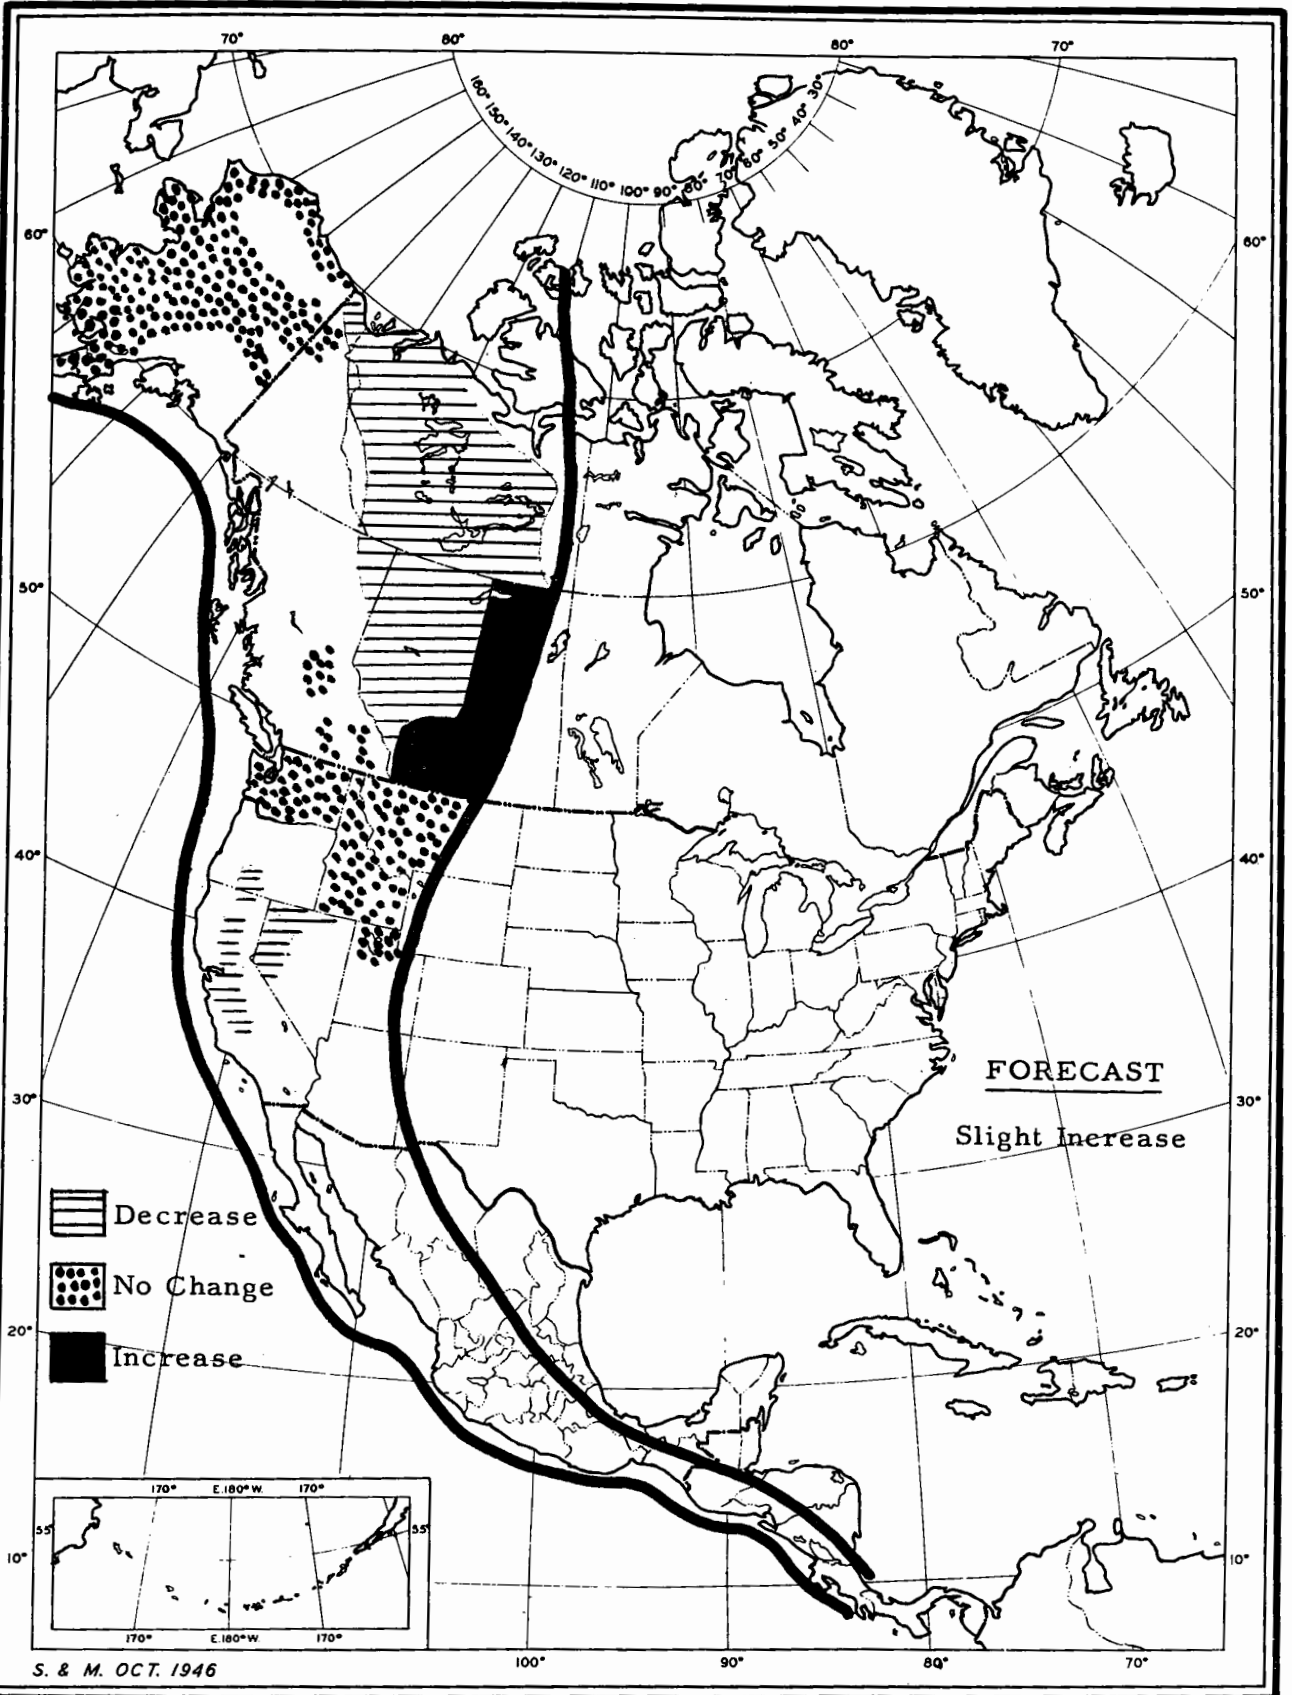 70° 80° 80° 70°
160° 150° 140° 130° 120° 110° 100° 90° 80° 70° 60° 50° 40° 30°
60° 60°
50° 50°
40° 40°
FORECAST
30° 30°
Slight Increase
Decrease
No Change
20° 20°
Increase
170° E.180°W. 170°
55° 55°
10° 10°
170° E.180°W. 170°
100° 90° 80° 70°
S. & M. OCT. 1946